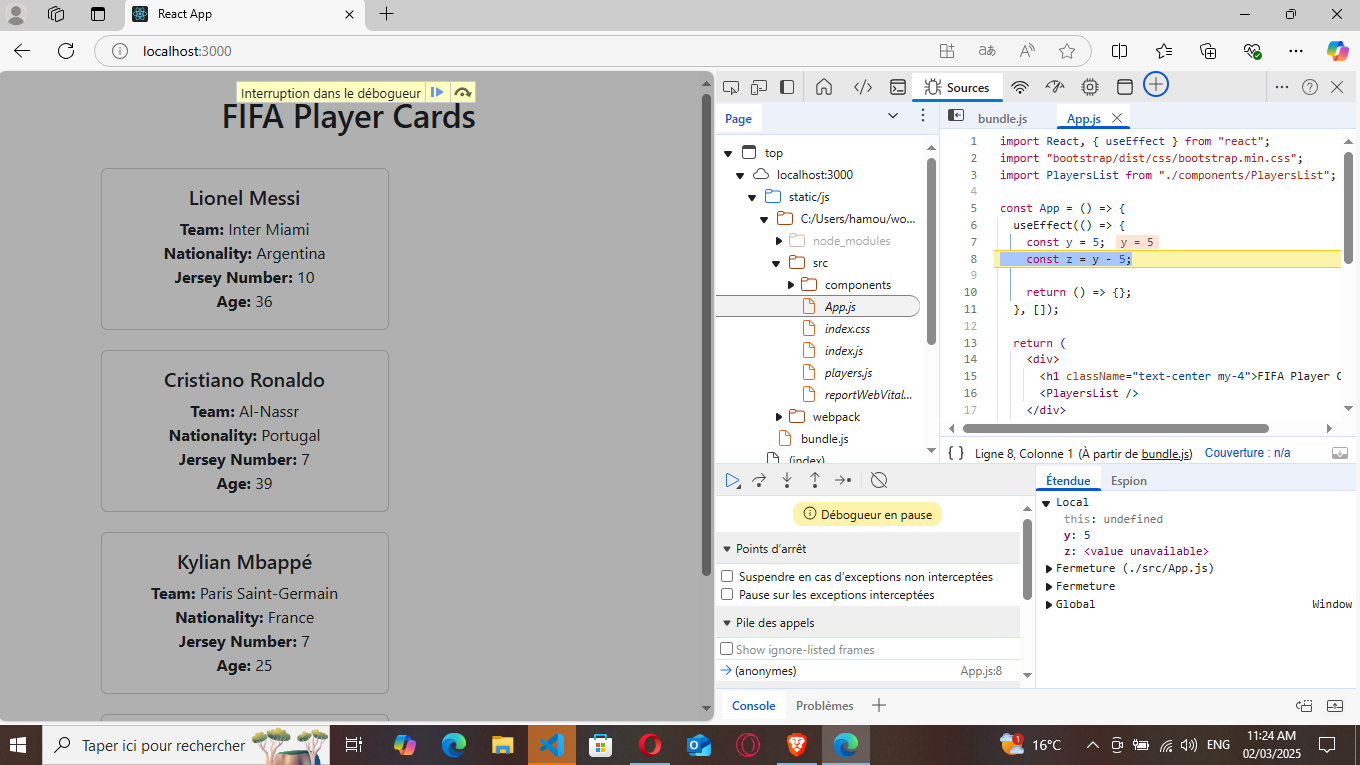 React App
localhost:3000
Interruption dans le débogueur
FIFA Player Cards
Lionel Messi
Team: Inter Miami
Nationality: Argentina
Jersey Number: 10
Age: 36
Cristiano Ronaldo
Team: Al-Nassr
Nationality: Portugal
Jersey Number: 7
Age: 39
Kylian Mbappé
Team: Paris Saint-Germain
Nationality: France
Jersey Number: 7
Age: 25
Sources
Page
top
localhost:3000
static/js
C:/Users/hamou/wo...
node_modules
src
components
App.js
index.css
index.js
players.js
reportWebVital...
webpack
bundle.js
(index)
bundle.js
App.js
1 import React, { useEffect } from "react";
2 import "bootstrap/dist/css/bootstrap.min.css";
3 import PlayersList from "./components/PlayersList";
4
5 const App = () => {
6 useEffect(() => {
7 const y = 5; y = 5
8 const z = y - 5;
9
10 return () => {};
11 }, []);
12
13 return (
14 <div>
15 <h1 className="text-center my-4">FIFA Player C
16 <PlayersList />
17 </div>
{ } Ligne 8, Colonne 1 (À partir de bundle.js) Couverture : n/a
Débogueur en pause
Points d'arrêt
Suspendre en cas d'exceptions non interceptées
Pause sur les exceptions interceptées
Pile des appels
Show ignore-listed frames
(anonymes) App.js:8
Étendue Espion
Local
this: undefined
y: 5
z: <value unavailable>
Fermeture (./src/App.js)
Fermeture
Global Window
Console Problèmes
Taper ici pour rechercher
1
16°C
ENG
11:24 AM
02/03/2025